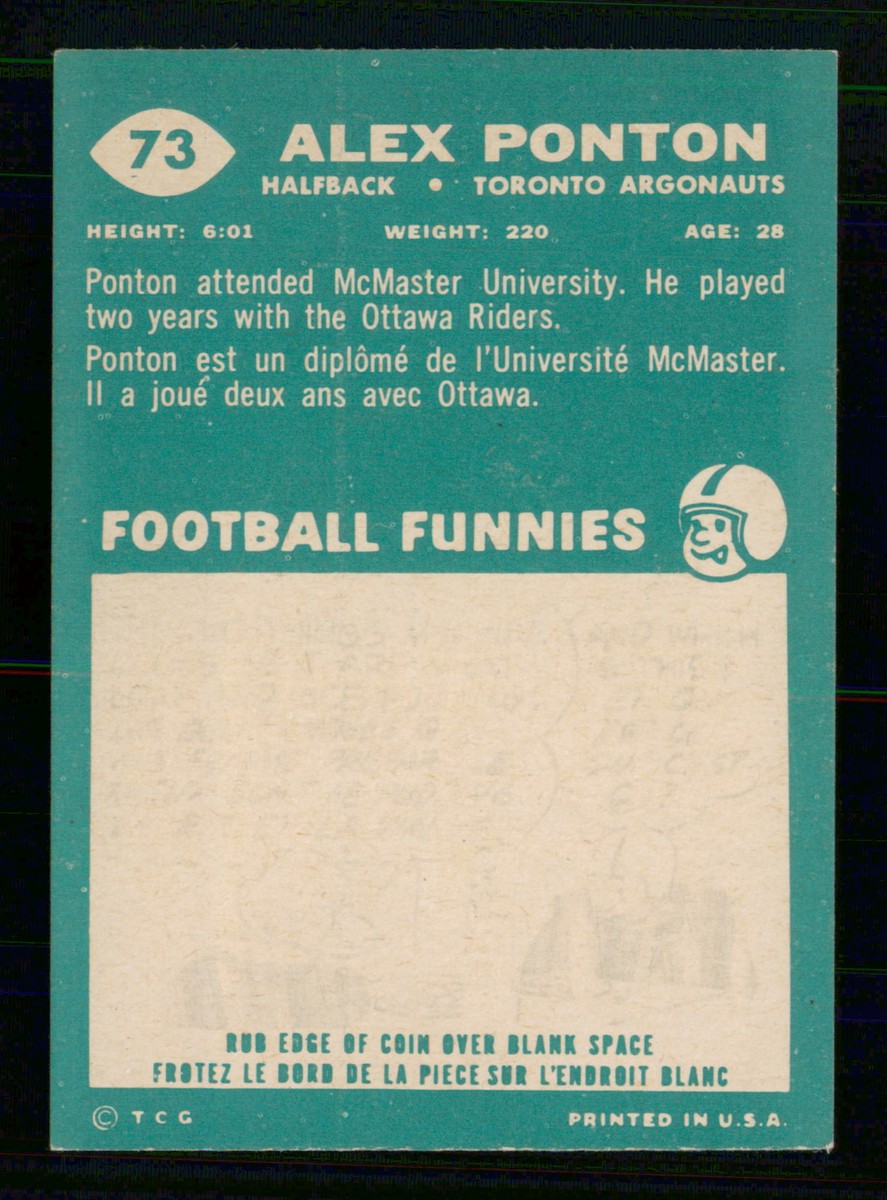 73
ALEX PONTON
HALFBACK • TORONTO ARGONAUTS
HEIGHT: 6:01 WEIGHT: 220 AGE: 28
Ponton attended McMaster University. He played
two years with the Ottawa Riders.
Ponton est un diplômé de l'Université McMaster.
Il a joué deux ans avec Ottawa.
FOOTBALL FUNNIES
RUB EDGE OF COIN OVER BLANK SPACE
FROTEZ LE BORD DE LA PIECE SUR L'ENDROIT BLANC
© T C G PRINTED IN U.S.A.